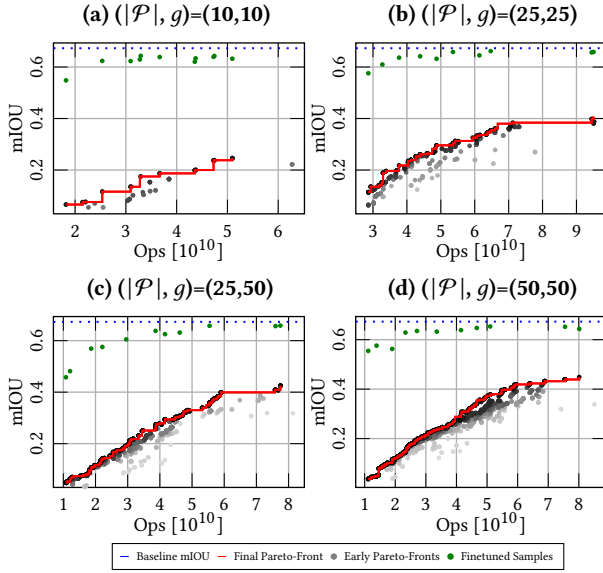 (a) (|𝒫|, g)=(10,10)
(b) (|𝒫|, g)=(25,25)
mIOU
0.6
0.4
0.2
2 3 4 5 6
Ops [10^10]
mIOU
0.6
0.4
0.2
3 4 5 6 7 8 9
Ops [10^10]
(c) (|𝒫|, g)=(25,50)
(d) (|𝒫|, g)=(50,50)
mIOU
0.6
0.4
0.2
1 2 3 4 5 6 7 8
Ops [10^10]
mIOU
0.6
0.4
0.2
1 2 3 4 5 6 7 8
Ops [10^10]
Baseline mIOU Final Pareto-Front Early Pareto-Fronts Finetuned Samples